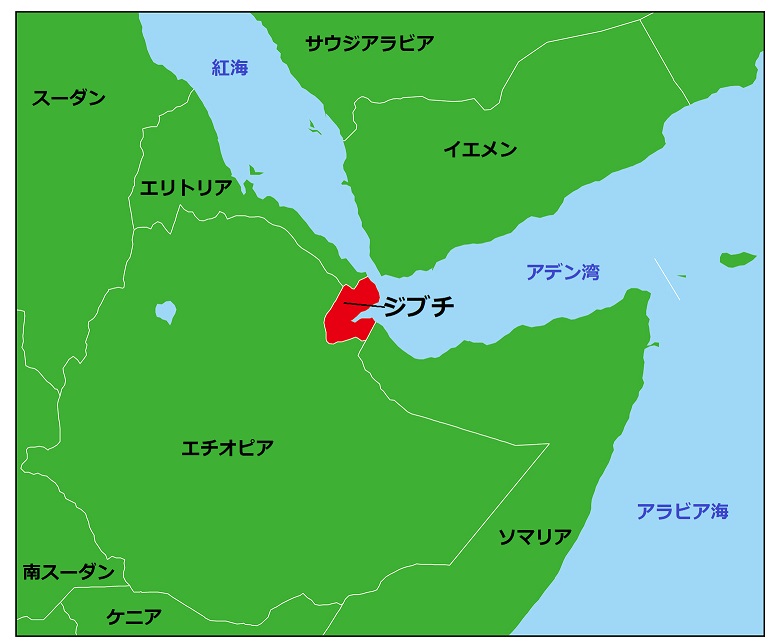 サウジアラビア
紅海
スーダン
イエメン
エリトリア
アデン湾
ジブチ
エチオピア
アラビア海
ソマリア
南スーダン
ケニア